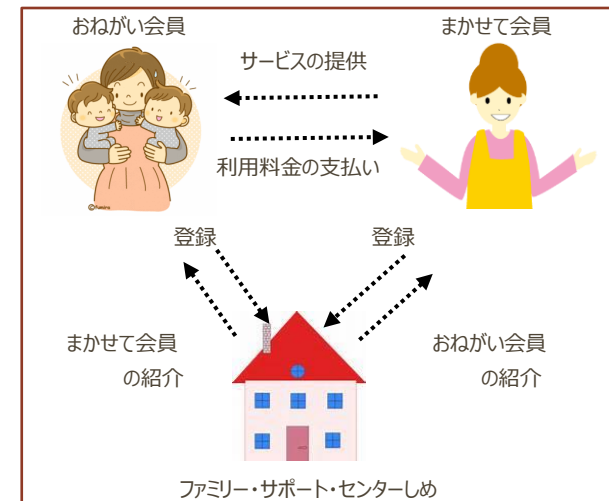 おねがい会員
まかせて会員
サービスの提供
利用料金の支払い
登録
登録
まかせて会員
の紹介
おねがい会員
の紹介
ファミリー・サポート・センターしめ